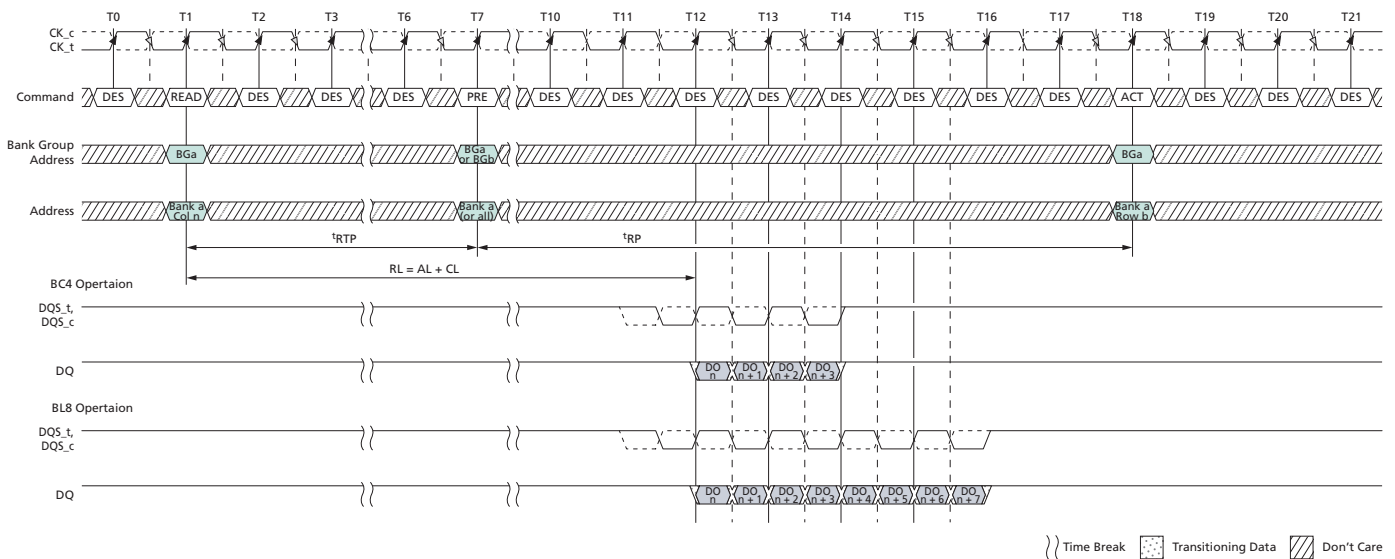 T0 T1 T2 T3 T6 T7 T10 T11 T12 T13 T14 T15 T16 T17 T18 T19 T20 T21
CK_c
CK_t
Command DES READ DES DES DES PRE DES DES DES DES DES DES DES DES ACT DES DES DES
Bank Group
Address
BGa
BGa
or BGb
BGa
Address
Bank a
Col n
Bank a
(or all)
Bank a
Row b
tRTP tRP
RL = AL + CL
BC4 Opertaion
DQS_t,
DQS_c
DQ
DO
n
DO
n + 1
DO
n + 2
DO
n + 3
BL8 Opertaion
DQS_t,
DQS_c
DQ
DO
n
DO
n + 1
DO
n + 2
DO
n + 3
DO
n + 4
DO
n + 5
DO
n + 6
DO
n + 7
Time Break Transitioning Data Don't Care